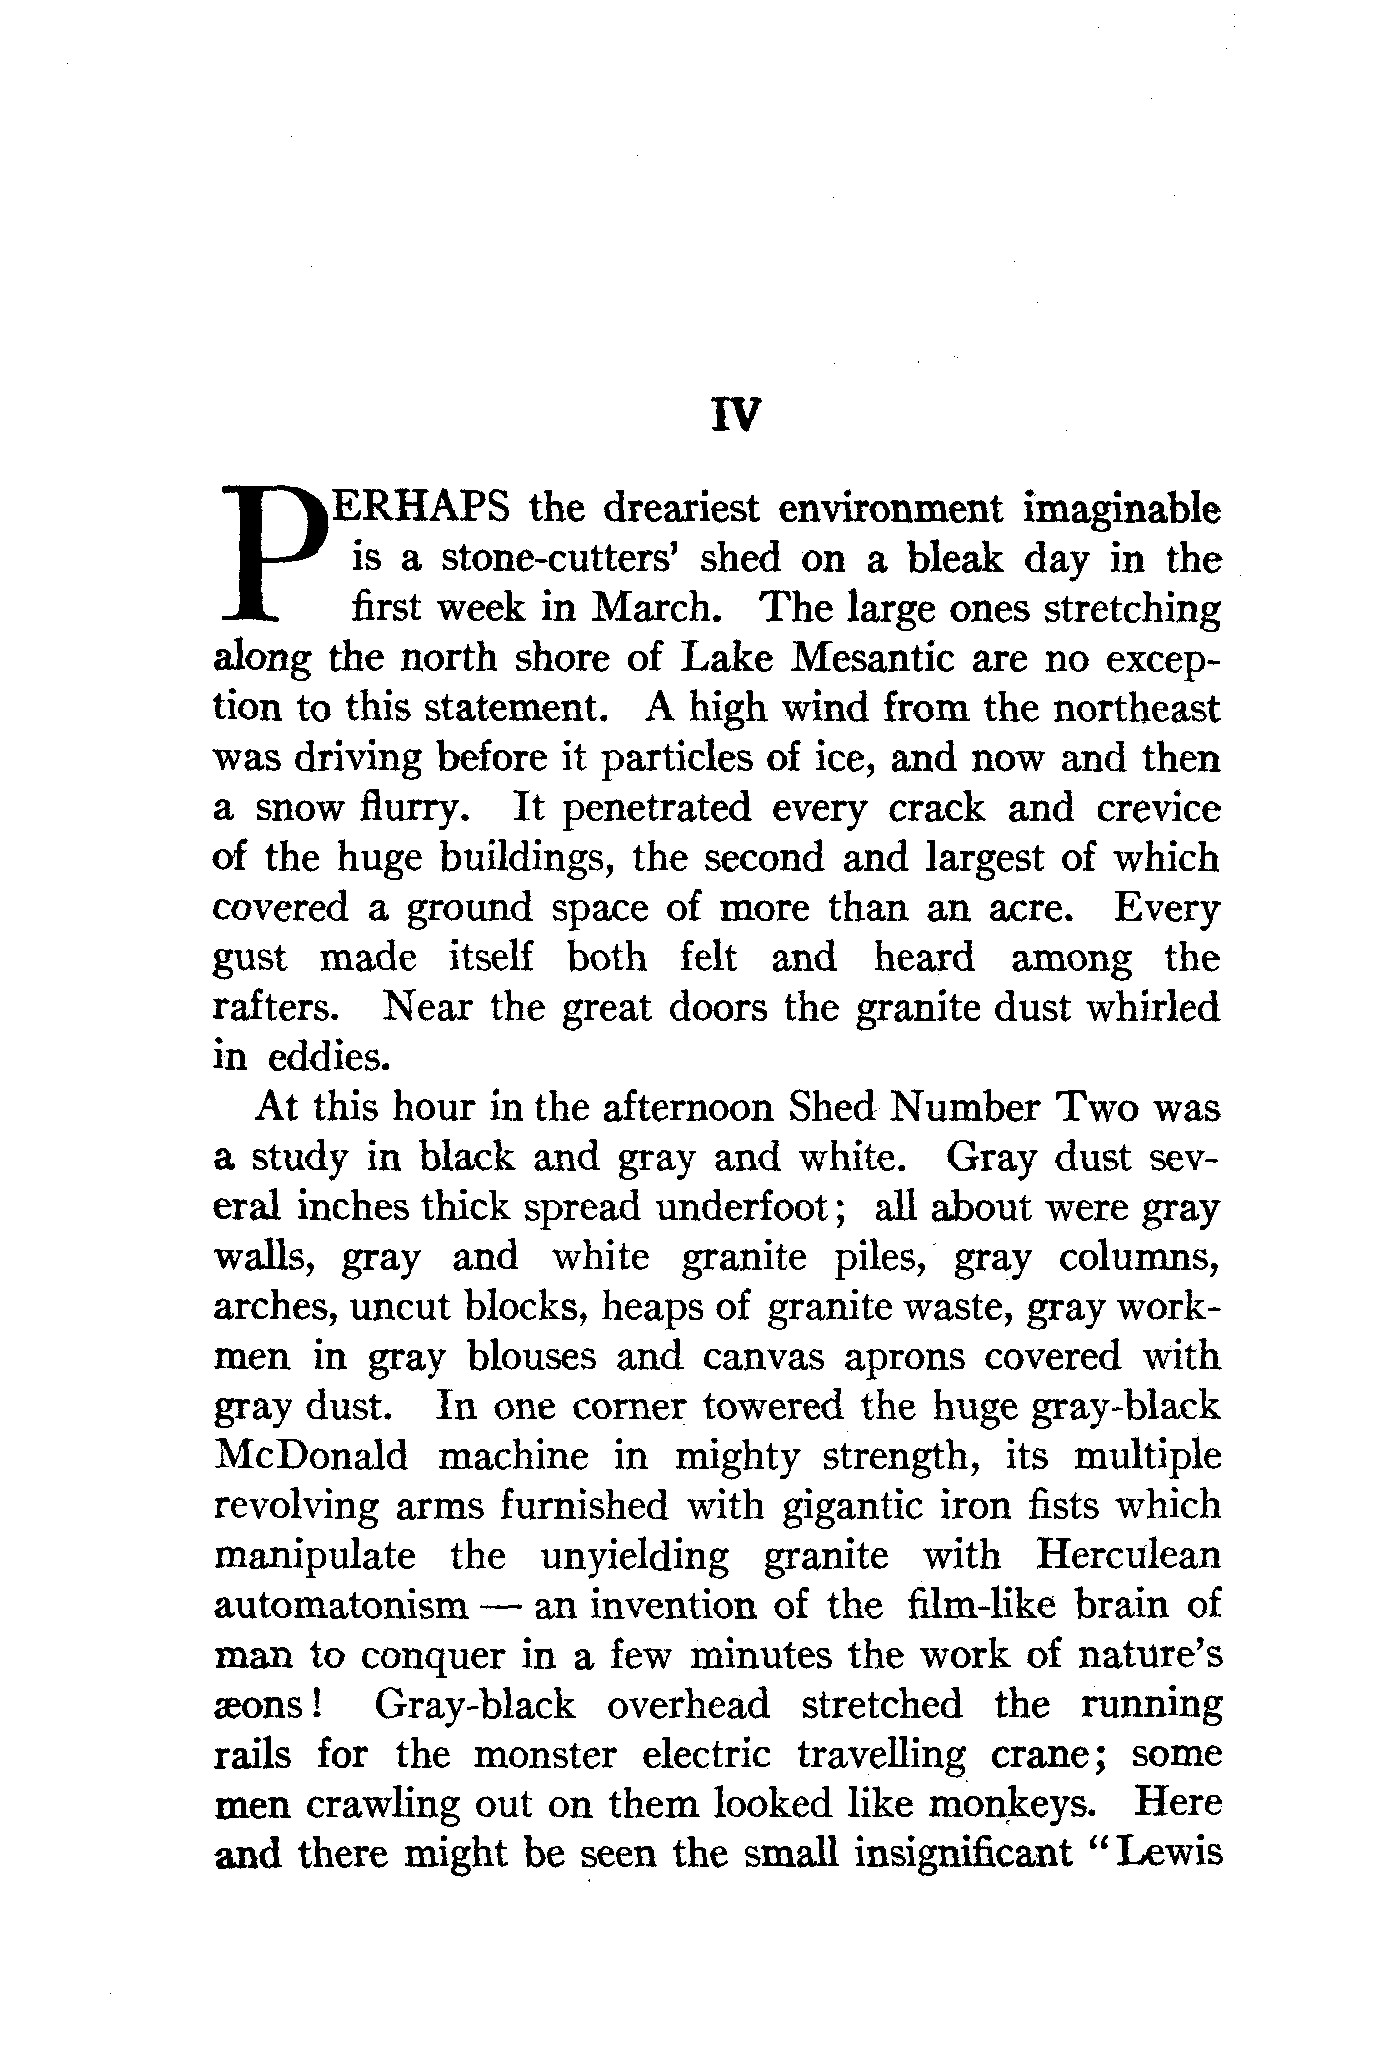 IV
PERHAPS the dreariest environment imaginable
is a stone-cutters' shed on a bleak day in the
first week in March. The large ones stretching
along the north shore of Lake Mesantic are no excep-
tion to this statement. A high wind from the northeast
was driving before it particles of ice, and now and then
a snow flurry. It penetrated every crack and crevice
of the huge buildings, the second and largest of which
covered a ground space of more than an acre. Every
gust made itself both felt and heard among the
rafters. Near the great doors the granite dust whirled
in eddies.
At this hour in the afternoon Shed Number Two was
a study in black and gray and white. Gray dust sev-
eral inches thick spread underfoot; all about were gray
walls, gray and white granite piles, gray columns,
arches, uncut blocks, heaps of granite waste, gray work-
men in gray blouses and canvas aprons covered with
gray dust. In one corner towered the huge gray-black
McDonald machine in mighty strength, its multiple
revolving arms furnished with gigantic iron fists which
manipulate the unyielding granite with Herculean
automatonism — an invention of the film-like brain of
man to conquer in a few minutes the work of nature's
æons! Gray-black overhead stretched the running
rails for the monster electric travelling crane; some
men crawling out on them looked like monkeys. Here
and there might be seen the small insignificant "Lewis